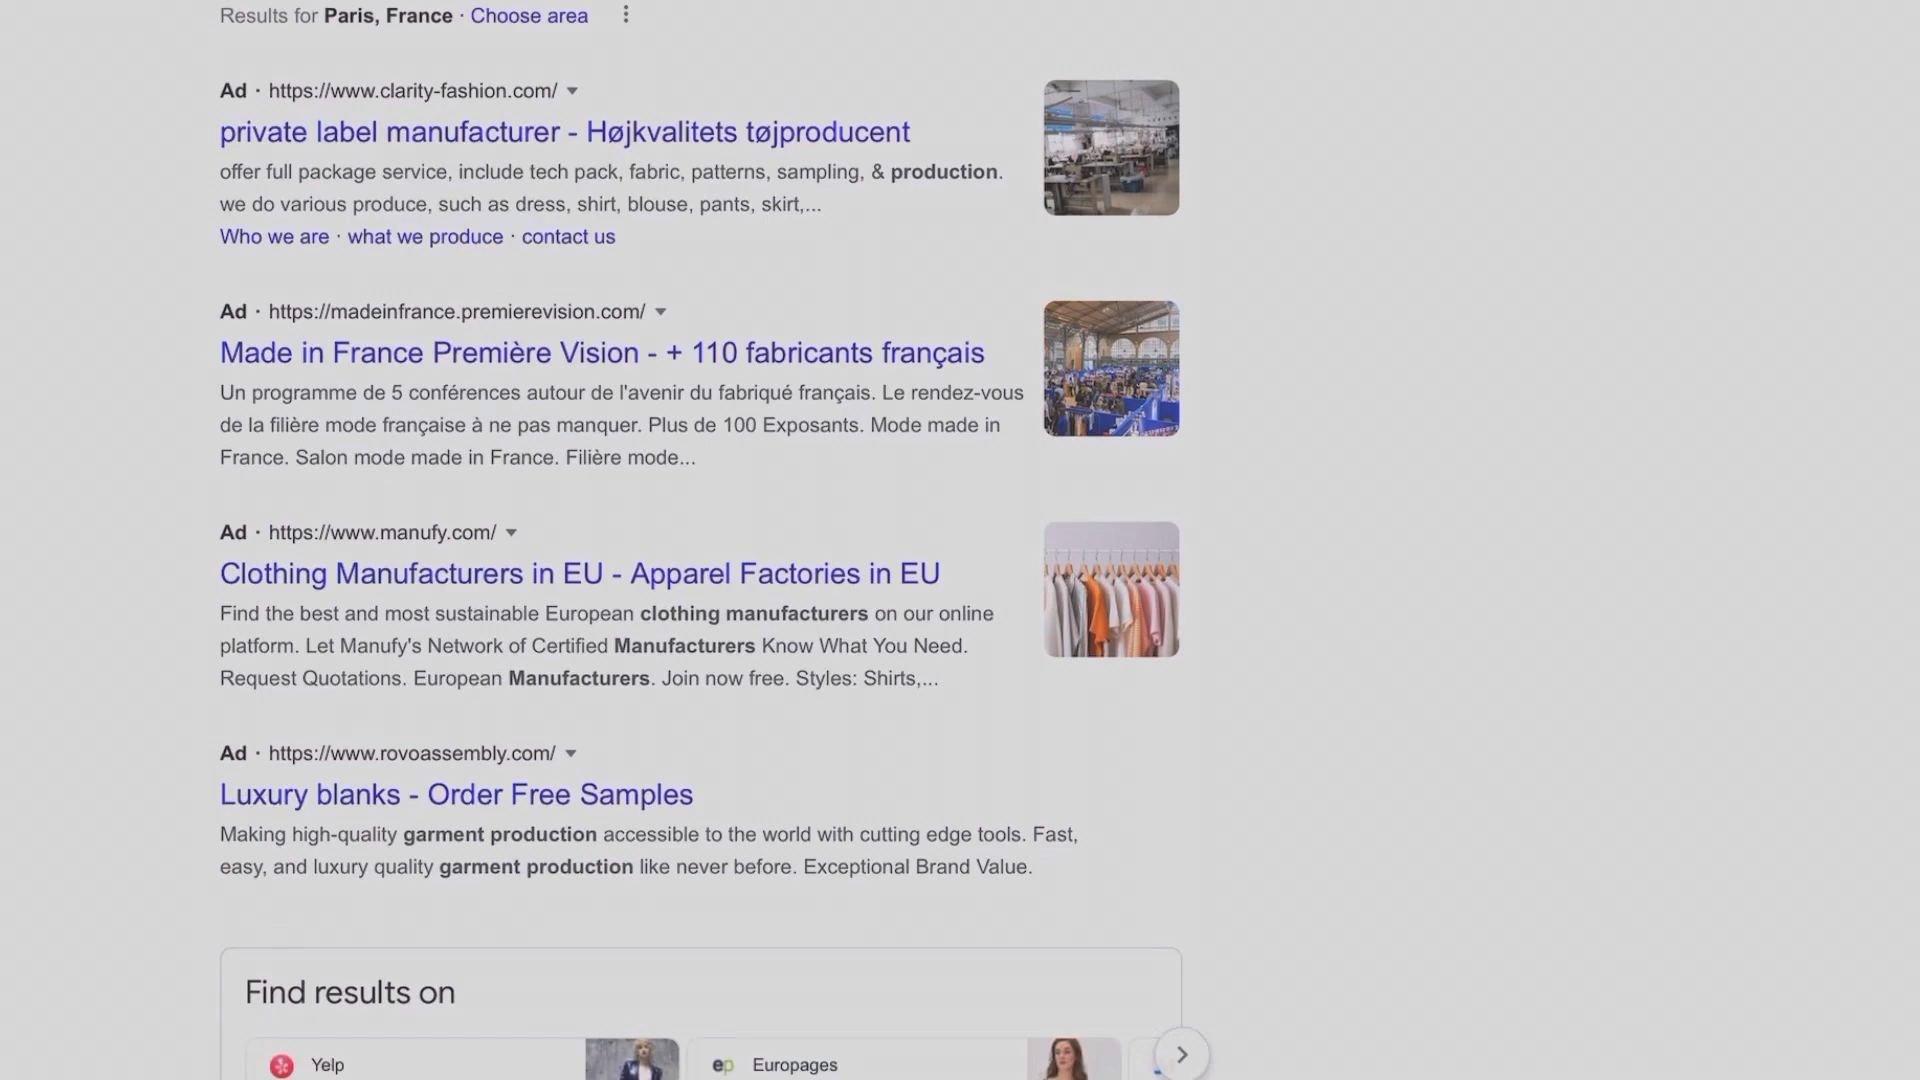 Results for Paris, France · Choose area
Ad · https://www.clarity-fashion.com/
private label manufacturer - Højkvalitets tøjproducent
offer full package service, include tech pack, fabric, patterns, sampling, & production.
we do various produce, such as dress, shirt, blouse, pants, skirt,...
Who we are · what we produce · contact us
Ad · https://madeinfrance.premierevision.com/
Made in France Première Vision - + 110 fabricants français
Un programme de 5 conférences autour de l'avenir du fabriqué français. Le rendez-vous
de la filière mode française à ne pas manquer. Plus de 100 Exposants. Mode made in
France. Salon mode made in France. Filière mode...
Ad · https://www.manufy.com/
Clothing Manufacturers in EU - Apparel Factories in EU
Find the best and most sustainable European clothing manufacturers on our online
platform. Let Manufy's Network of Certified Manufacturers Know What You Need.
Request Quotations. European Manufacturers. Join now free. Styles: Shirts,...
Ad · https://www.rovoassembly.com/
Luxury blanks - Order Free Samples
Making high-quality garment production accessible to the world with cutting edge tools. Fast,
easy, and luxury quality garment production like never before. Exceptional Brand Value.
Find results on
Yelp
ep Europages